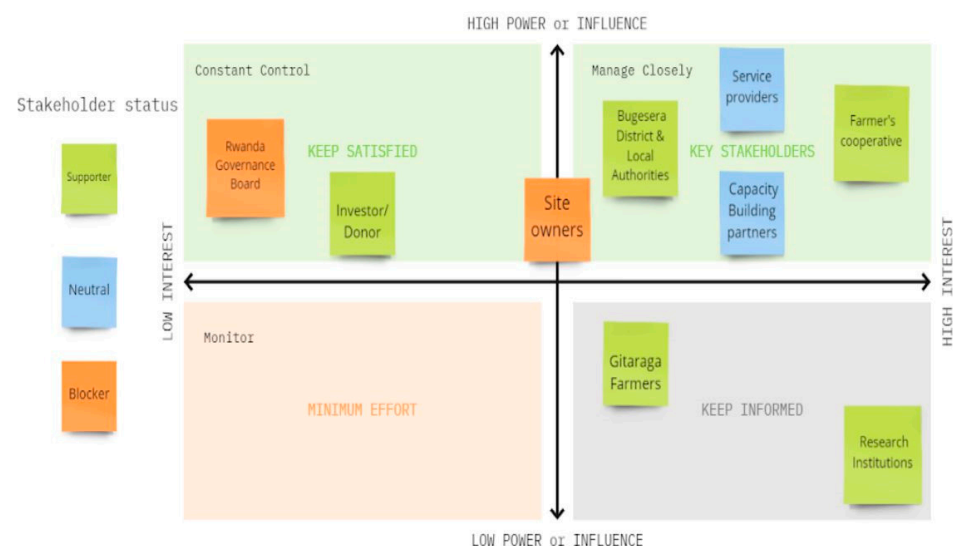 HIGH POWER or INFLUENCE
Constant Control
Manage Closely
Stakeholder status
Supporter
Neutral
Blocker
LOW INTEREST
Rwanda
Governance
Board
KEEP SATISFIED
Investor/
Donor
Site
owners
Bugesera
District &
Local
Authorities
Service
providers
KEY STAKEHOLDERS
Capacity
Building
partners
Farmer's
cooperative
HIGH INTEREST
Monitor
MINIMUM EFFORT
Gitaraga
Farmers
KEEP INFORMED
Research
Institutions
LOW POWER or INFLUENCE